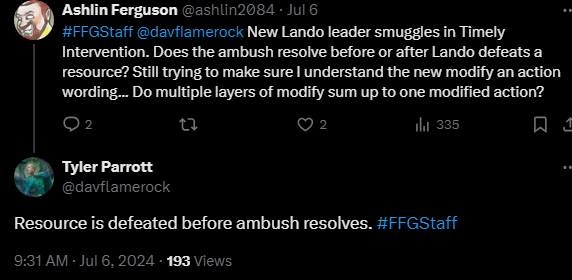 Ashlin Ferguson @ashlin2084 · Jul 6
#FFGStaff @davflamerock New Lando leader smuggles in Timely
Intervention. Does the ambush resolve before or after Lando defeats a
resource? Still trying to make sure I understand the new modify an action
wording... Do multiple layers of modify sum up to one modified action?
2 2 335
Tyler Parrott
@davflamerock
Resource is defeated before ambush resolves. #FFGStaff
9:31 AM · Jul 6, 2024 · 193 Views